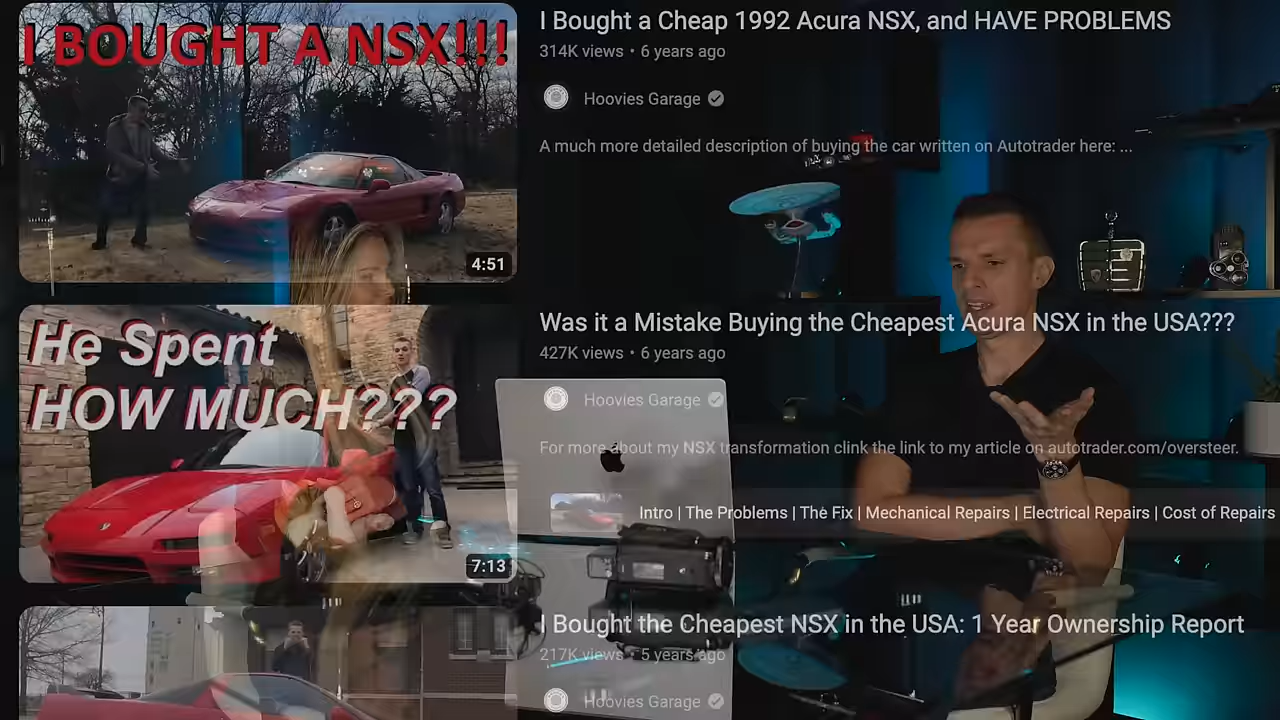 I BOUGHT A NSX!!!
4:51
I Bought a Cheap 1992 Acura NSX, and HAVE PROBLEMS
314K views • 6 years ago
Hoovies Garage
A much more detailed description of buying the car written on Autotrader here: ...
He Spent
HOW MUCH???
7:13
Was it a Mistake Buying the Cheapest Acura NSX in the USA???
427K views • 6 years ago
Hoovies Garage
For more about my NSX transformation clink the link to my article on autotrader.com/oversteer.
Intro | The Problems | The Fix | Mechanical Repairs | Electrical Repairs | Cost of Repairs
I Bought the Cheapest NSX in the USA: 1 Year Ownership Report
217K views • 5 years ago
Hoovies Garage